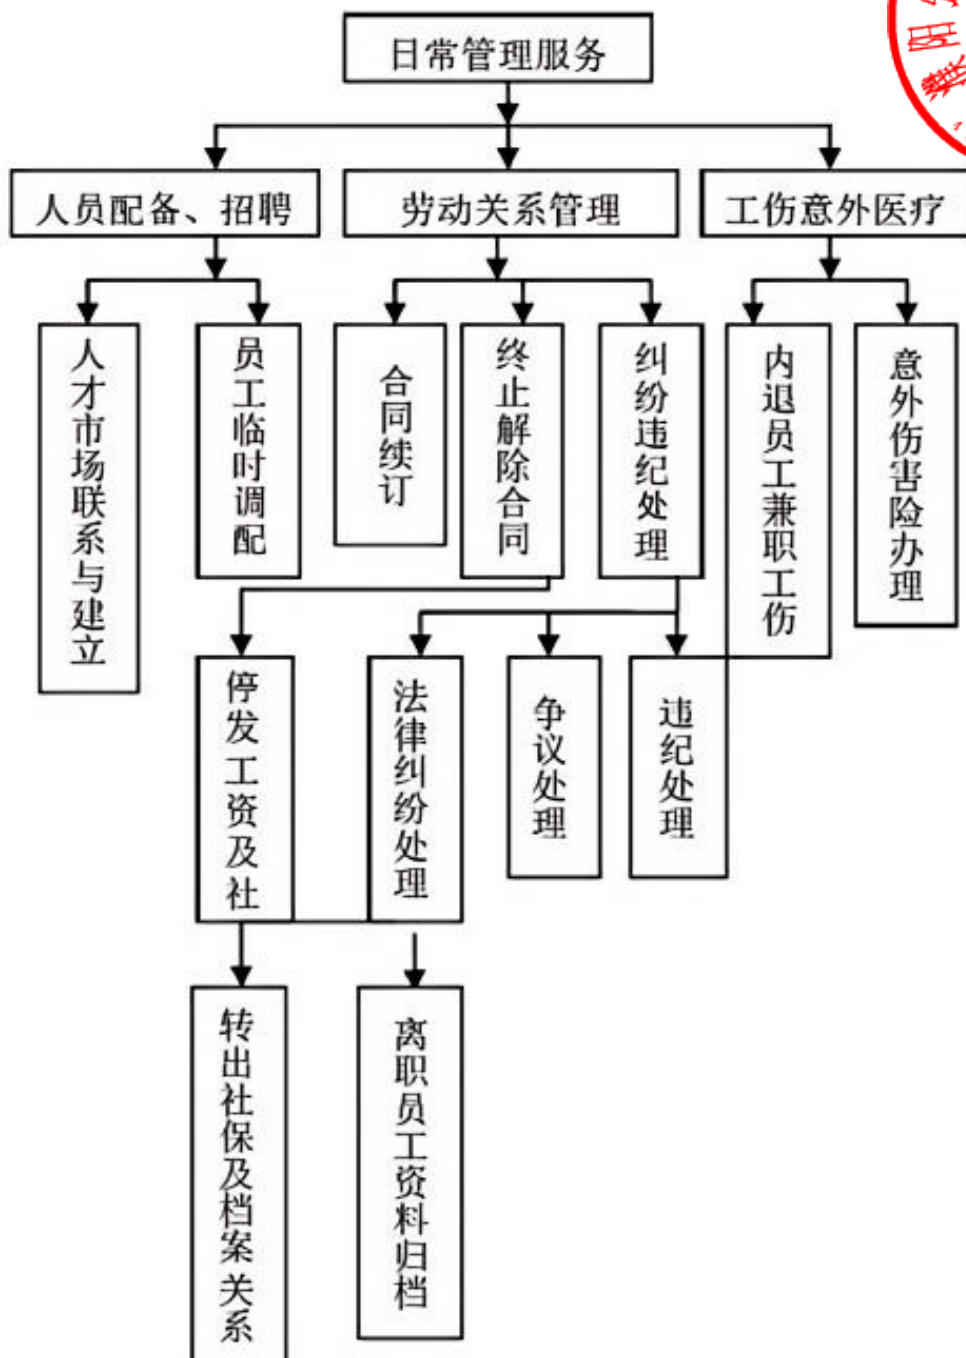 日常管理服务
人员配备、招聘
劳动关系管理
工伤意外医疗
人才市场联系与建立
员工临时调配
合同续订
终止解除合同
纠纷违纪处理
内退员工兼职工伤
意外伤害险办理
停发工资及社
法律纠纷处理
争议处理
违纪处理
转出社保及档案关系
离职员工资料归档